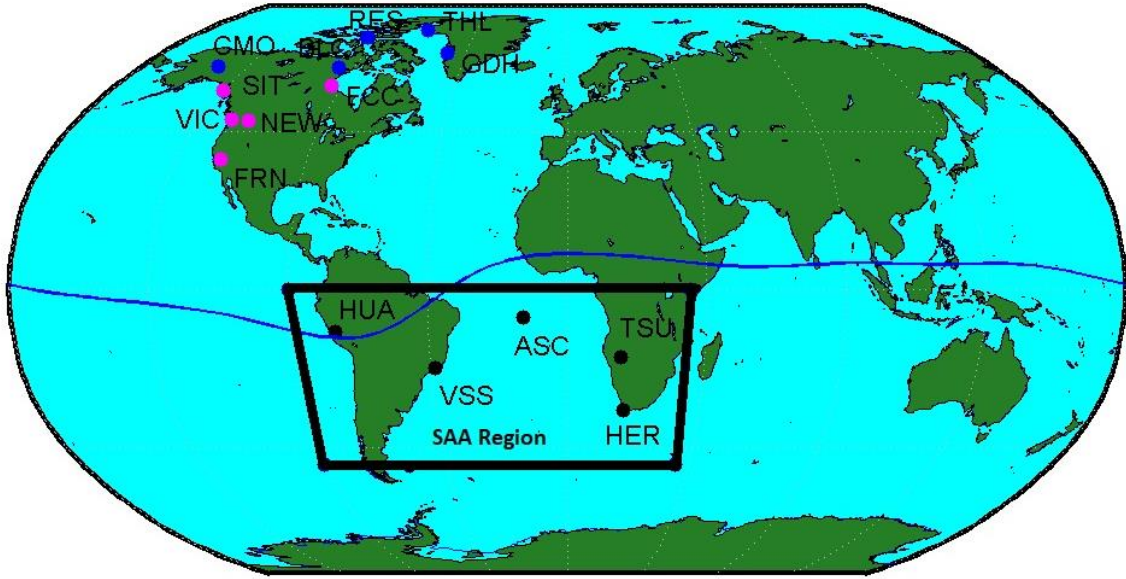 RES
THL
CMO
BLC
GDH
SIT
FCC
VIC
NEW
FRN
HUA
TSU
ASC
VSS
HER
SAA Region